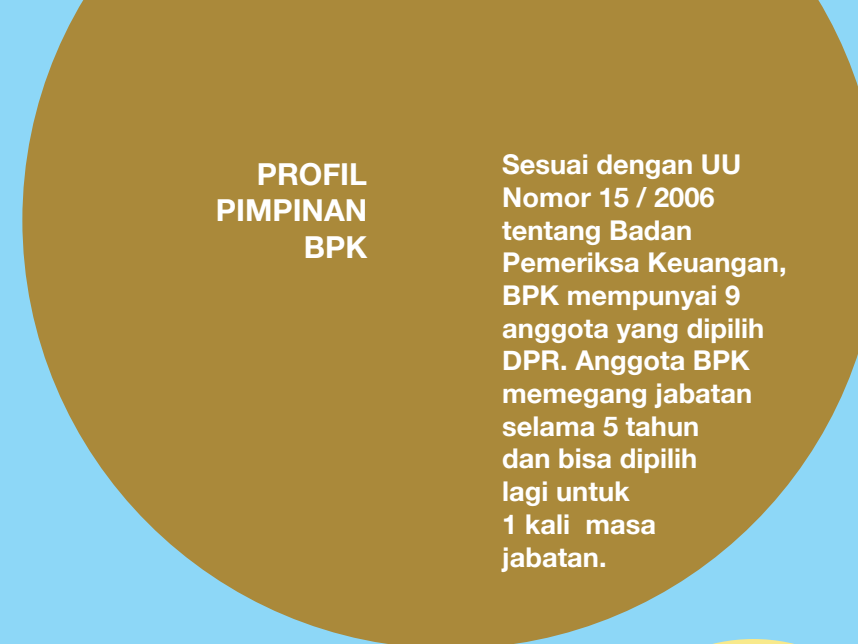 PROFIL
PIMPINAN
BPK
Sesuai dengan UU
Nomor 15 / 2006
tentang Badan
Pemeriksa Keuangan,
BPK mempunyai 9
anggota yang dipilih
DPR. Anggota BPK
memegang jabatan
selama 5 tahun
dan bisa dipilih
lagi untuk
1 kali  masa
jabatan.